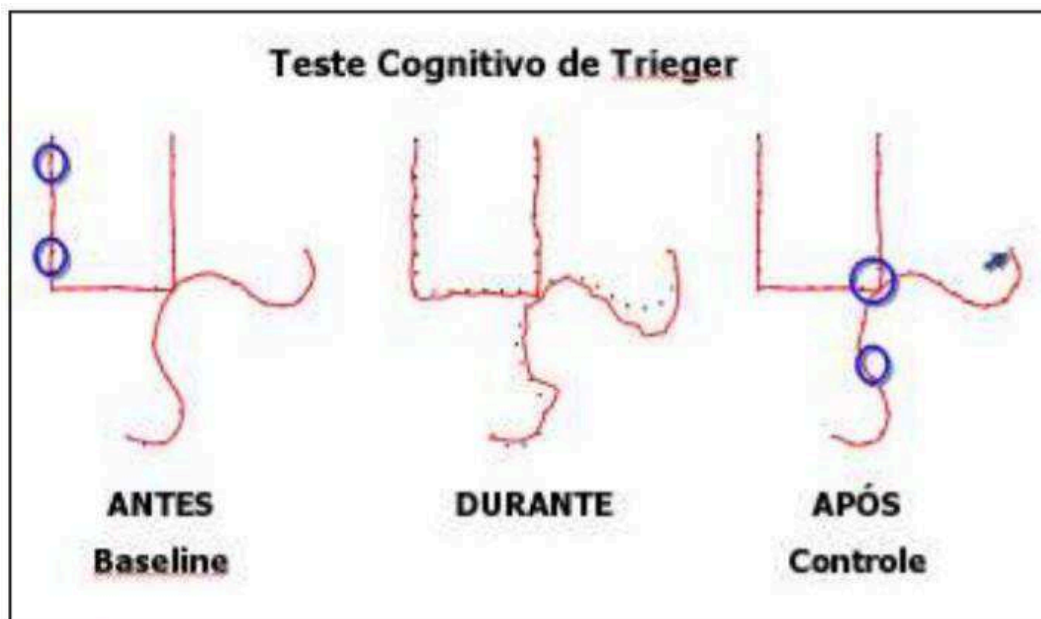 Teste Cognitivo de Trieger
ANTES
DURANTE
APÓS
Baseline
Controle